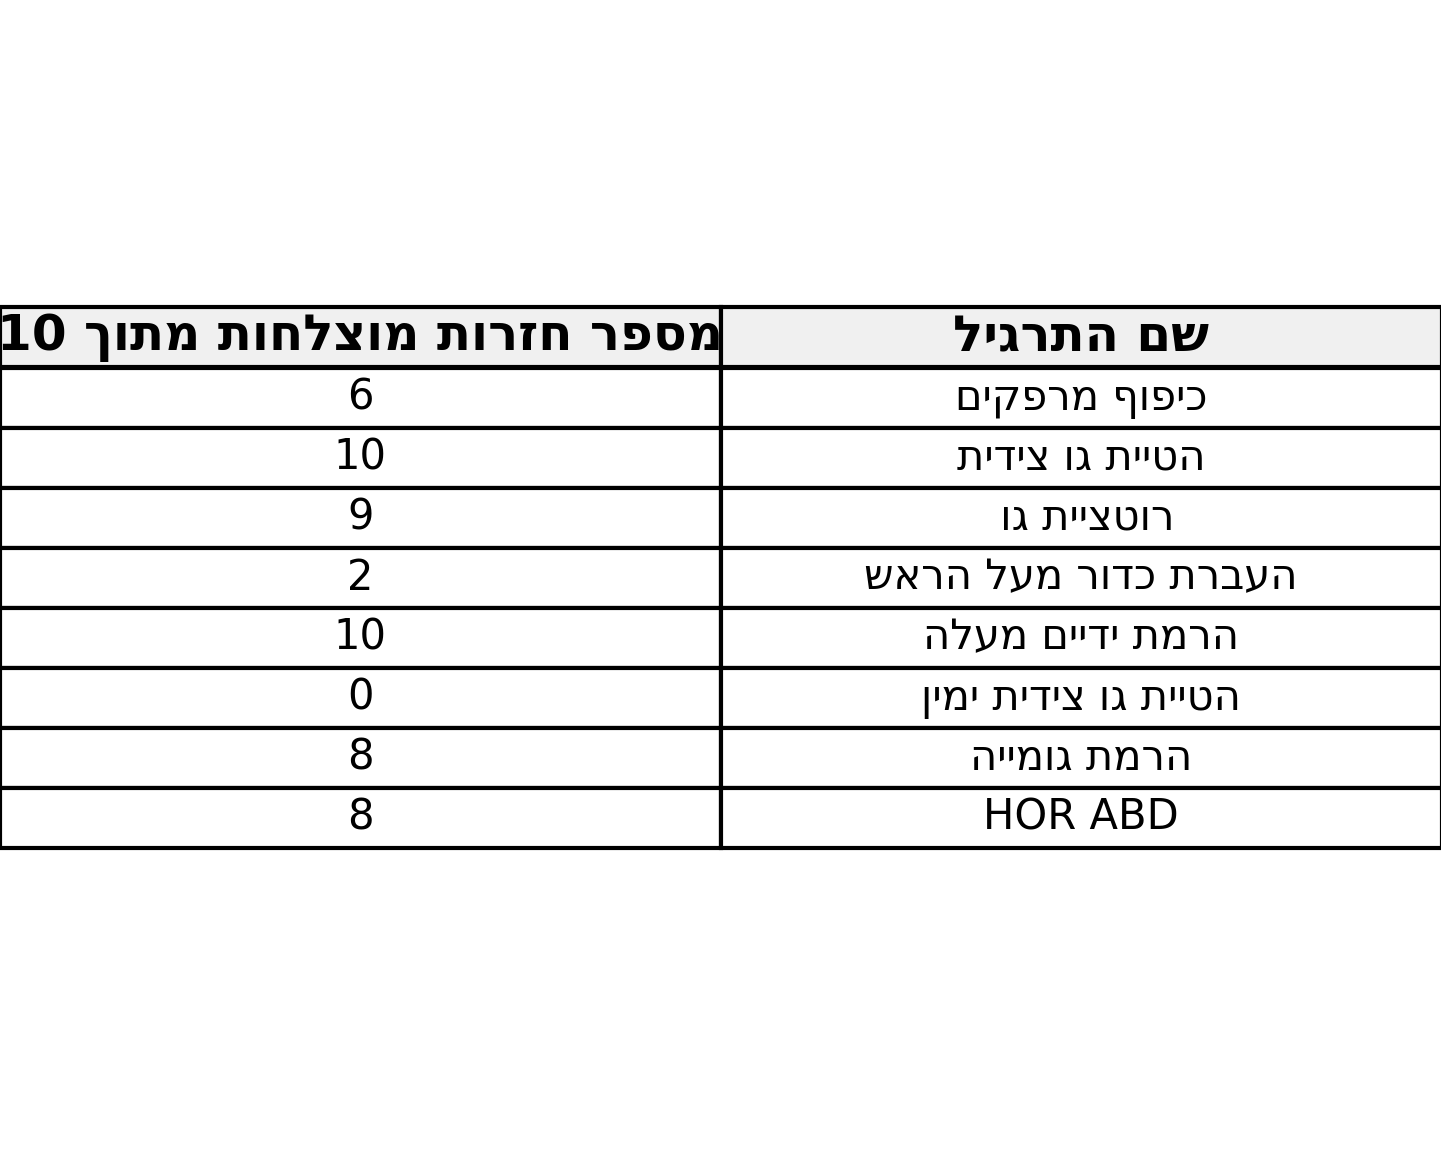 שם התרגיל מספר חזרות מוצלחות מתוך 10
כיפוף מרפקים 6
הטיית גו צידית 10
רוטציית גו 9
העברת כדור מעל הראש 2
הרמת ידיים מעלה 10
הטיית גו צידית ימין 0
הרמת גומייה 8
HOR ABD 8